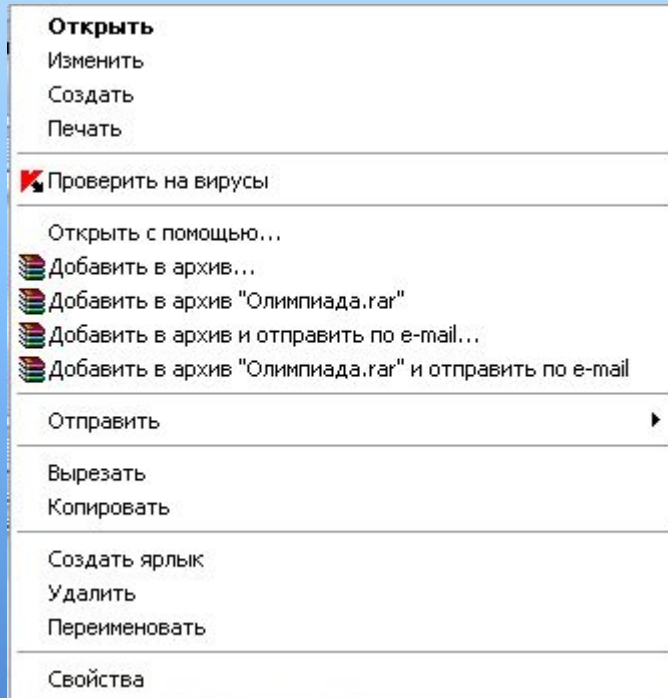 Открыть
Изменить
Создать
Печать
Проверить на вирусы
Открыть с помощью...
Добавить в архив...
Добавить в архив "Олимпиада.rar"
Добавить в архив и отправить по e-mail...
Добавить в архив "Олимпиада.rar" и отправить по e-mail
Отправить
Вырезать
Копировать
Создать ярлык
Удалить
Переименовать
Свойства